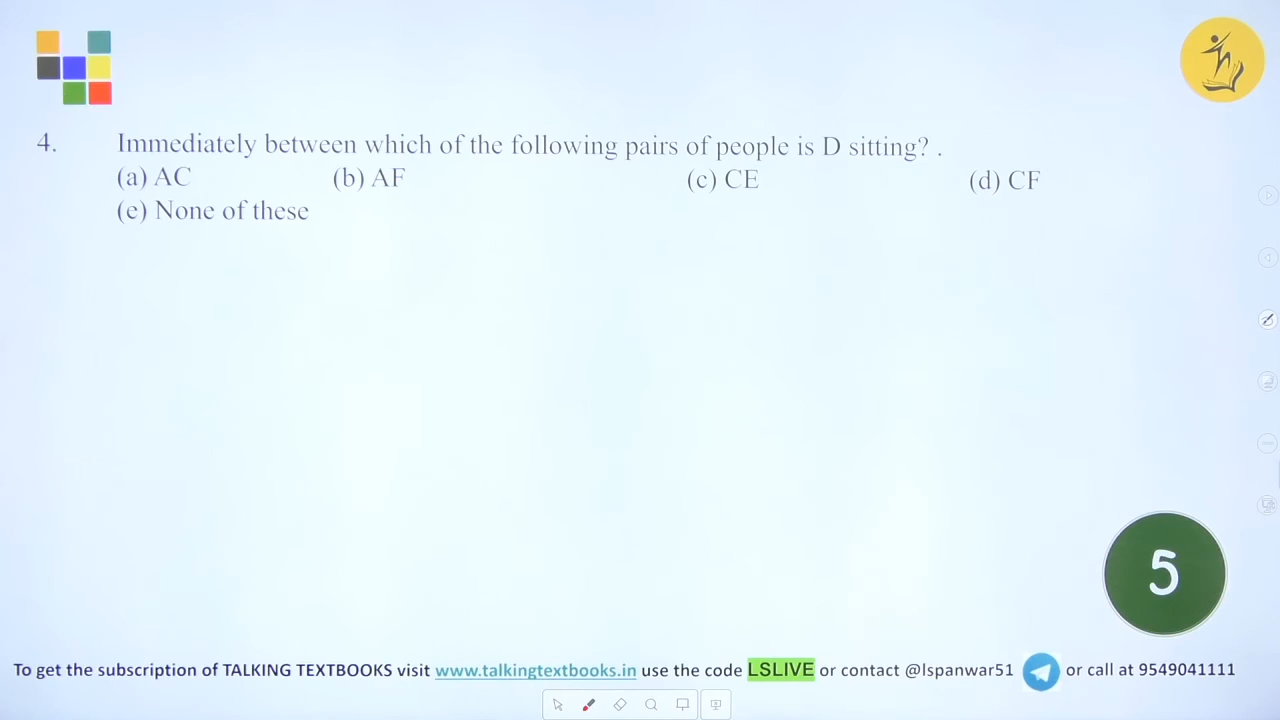 4. Immediately between which of the following pairs of people is D sitting? .
(a) AC (b) AF (c) CE (d) CF
(e) None of these
5
To get the subscription of TALKING TEXTBOOKS visit www.talkingtextbooks.in use the code LSLIVE or contact @lspanwar51 or call at 9549041111